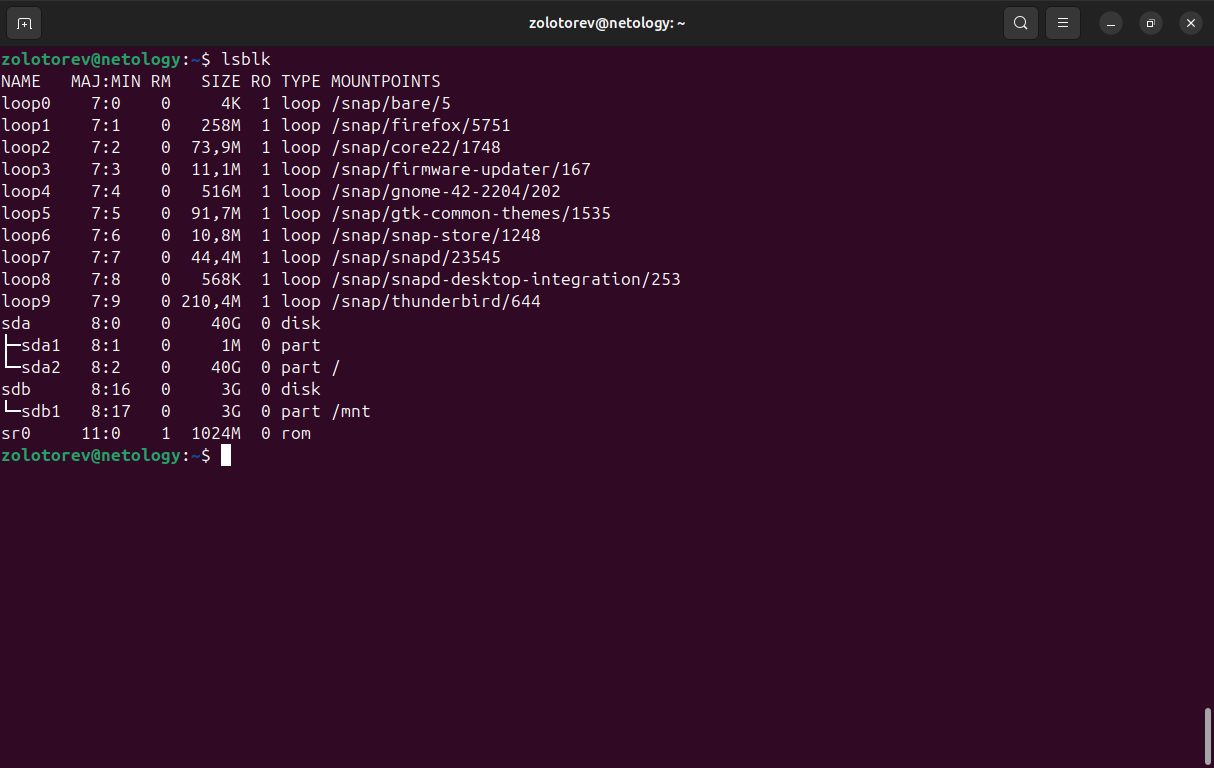 zolotorev@netology: ~
zolotorev@netology:~$ lsblk
NAME   MAJ:MIN RM   SIZE RO TYPE MOUNTPOINTS
loop0    7:0    0     4K  1 loop /snap/bare/5
loop1    7:1    0   258M  1 loop /snap/firefox/5751
loop2    7:2    0  73,9M  1 loop /snap/core22/1748
loop3    7:3    0  11,1M  1 loop /snap/firmware-updater/167
loop4    7:4    0   516M  1 loop /snap/gnome-42-2204/202
loop5    7:5    0  91,7M  1 loop /snap/gtk-common-themes/1535
loop6    7:6    0  10,8M  1 loop /snap/snap-store/1248
loop7    7:7    0  44,4M  1 loop /snap/snapd/23545
loop8    7:8    0   568K  1 loop /snap/snapd-desktop-integration/253
loop9    7:9    0 210,4M  1 loop /snap/thunderbird/644
sda      8:0    0    40G  0 disk
├─sda1   8:1    0     1M  0 part
└─sda2   8:2    0    40G  0 part /
sdb      8:16   0     3G  0 disk
└─sdb1   8:17   0     3G  0 part /mnt
sr0     11:0    1  1024M  0 rom
zolotorev@netology:~$